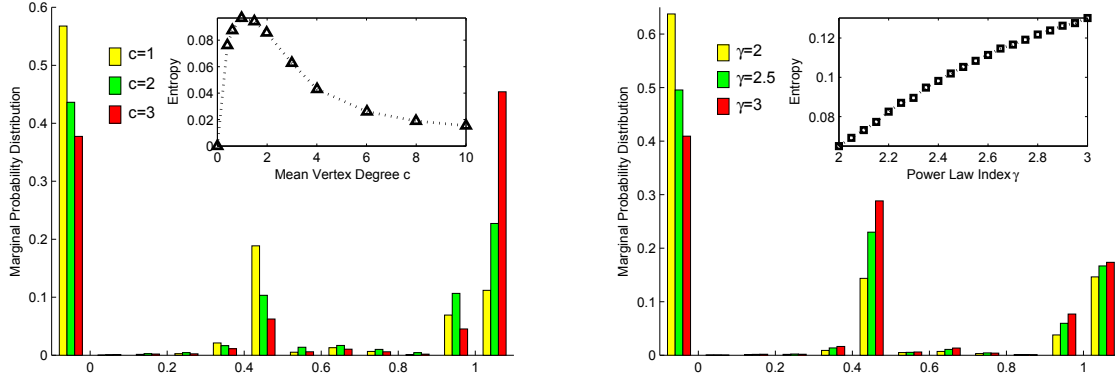 0.6
0.5
0.4
0.3
0.2
0.1
0
Marginal Probability Distribution
0 0.2 0.4 0.6 0.8 1
c=1
c=2
c=3
Entropy
0.08
0.06
0.04
0.02
0
0 2 4 6 8 10
Mean Vertex Degree c
0.6
0.5
0.4
0.3
0.2
0.1
0
Marginal Probability Distribution
0 0.2 0.4 0.6 0.8 1
γ=2
γ=2.5
γ=3
Entropy
0.12
0.1
0.08
2 2.2 2.4 2.6 2.8 3
Power Law Index γ